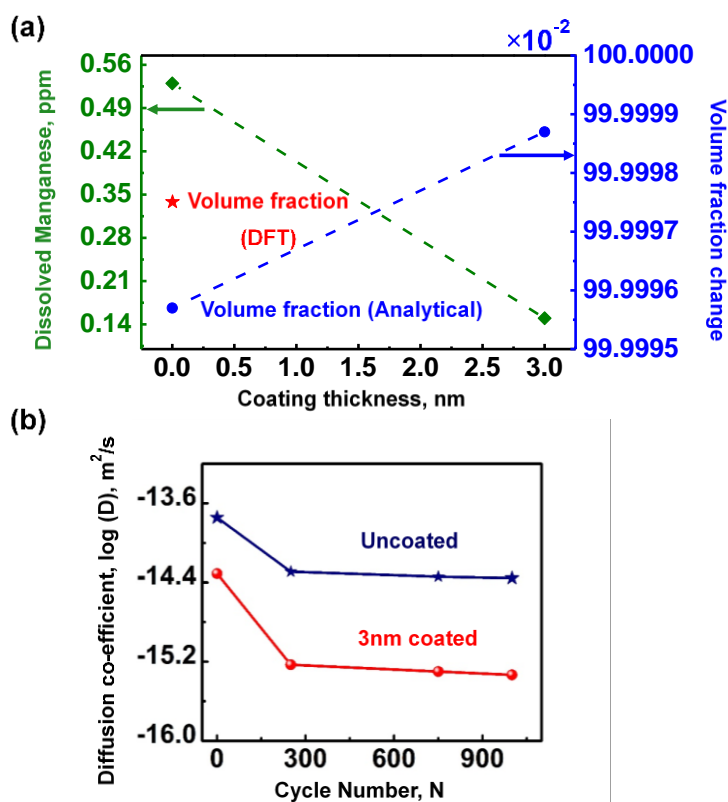 (a)
×10-2
0.56
0.49
0.42
0.35
0.28
0.21
0.14
Dissolved Manganese, ppm
100.0000
99.9999
99.9998
99.9997
99.9996
99.9995
Volume
fraction change
Volume fraction
(DFT)
Volume fraction (Analytical)
0.0 0.5 1.0 1.5 2.0 2.5 3.0
Coating thickness, nm
(b)
Diffusion co-efficient, log (D), m2/s
-13.6
-14.4
-15.2
-16.0
Uncoated
3nm coated
0 300 600 900
Cycle Number, N